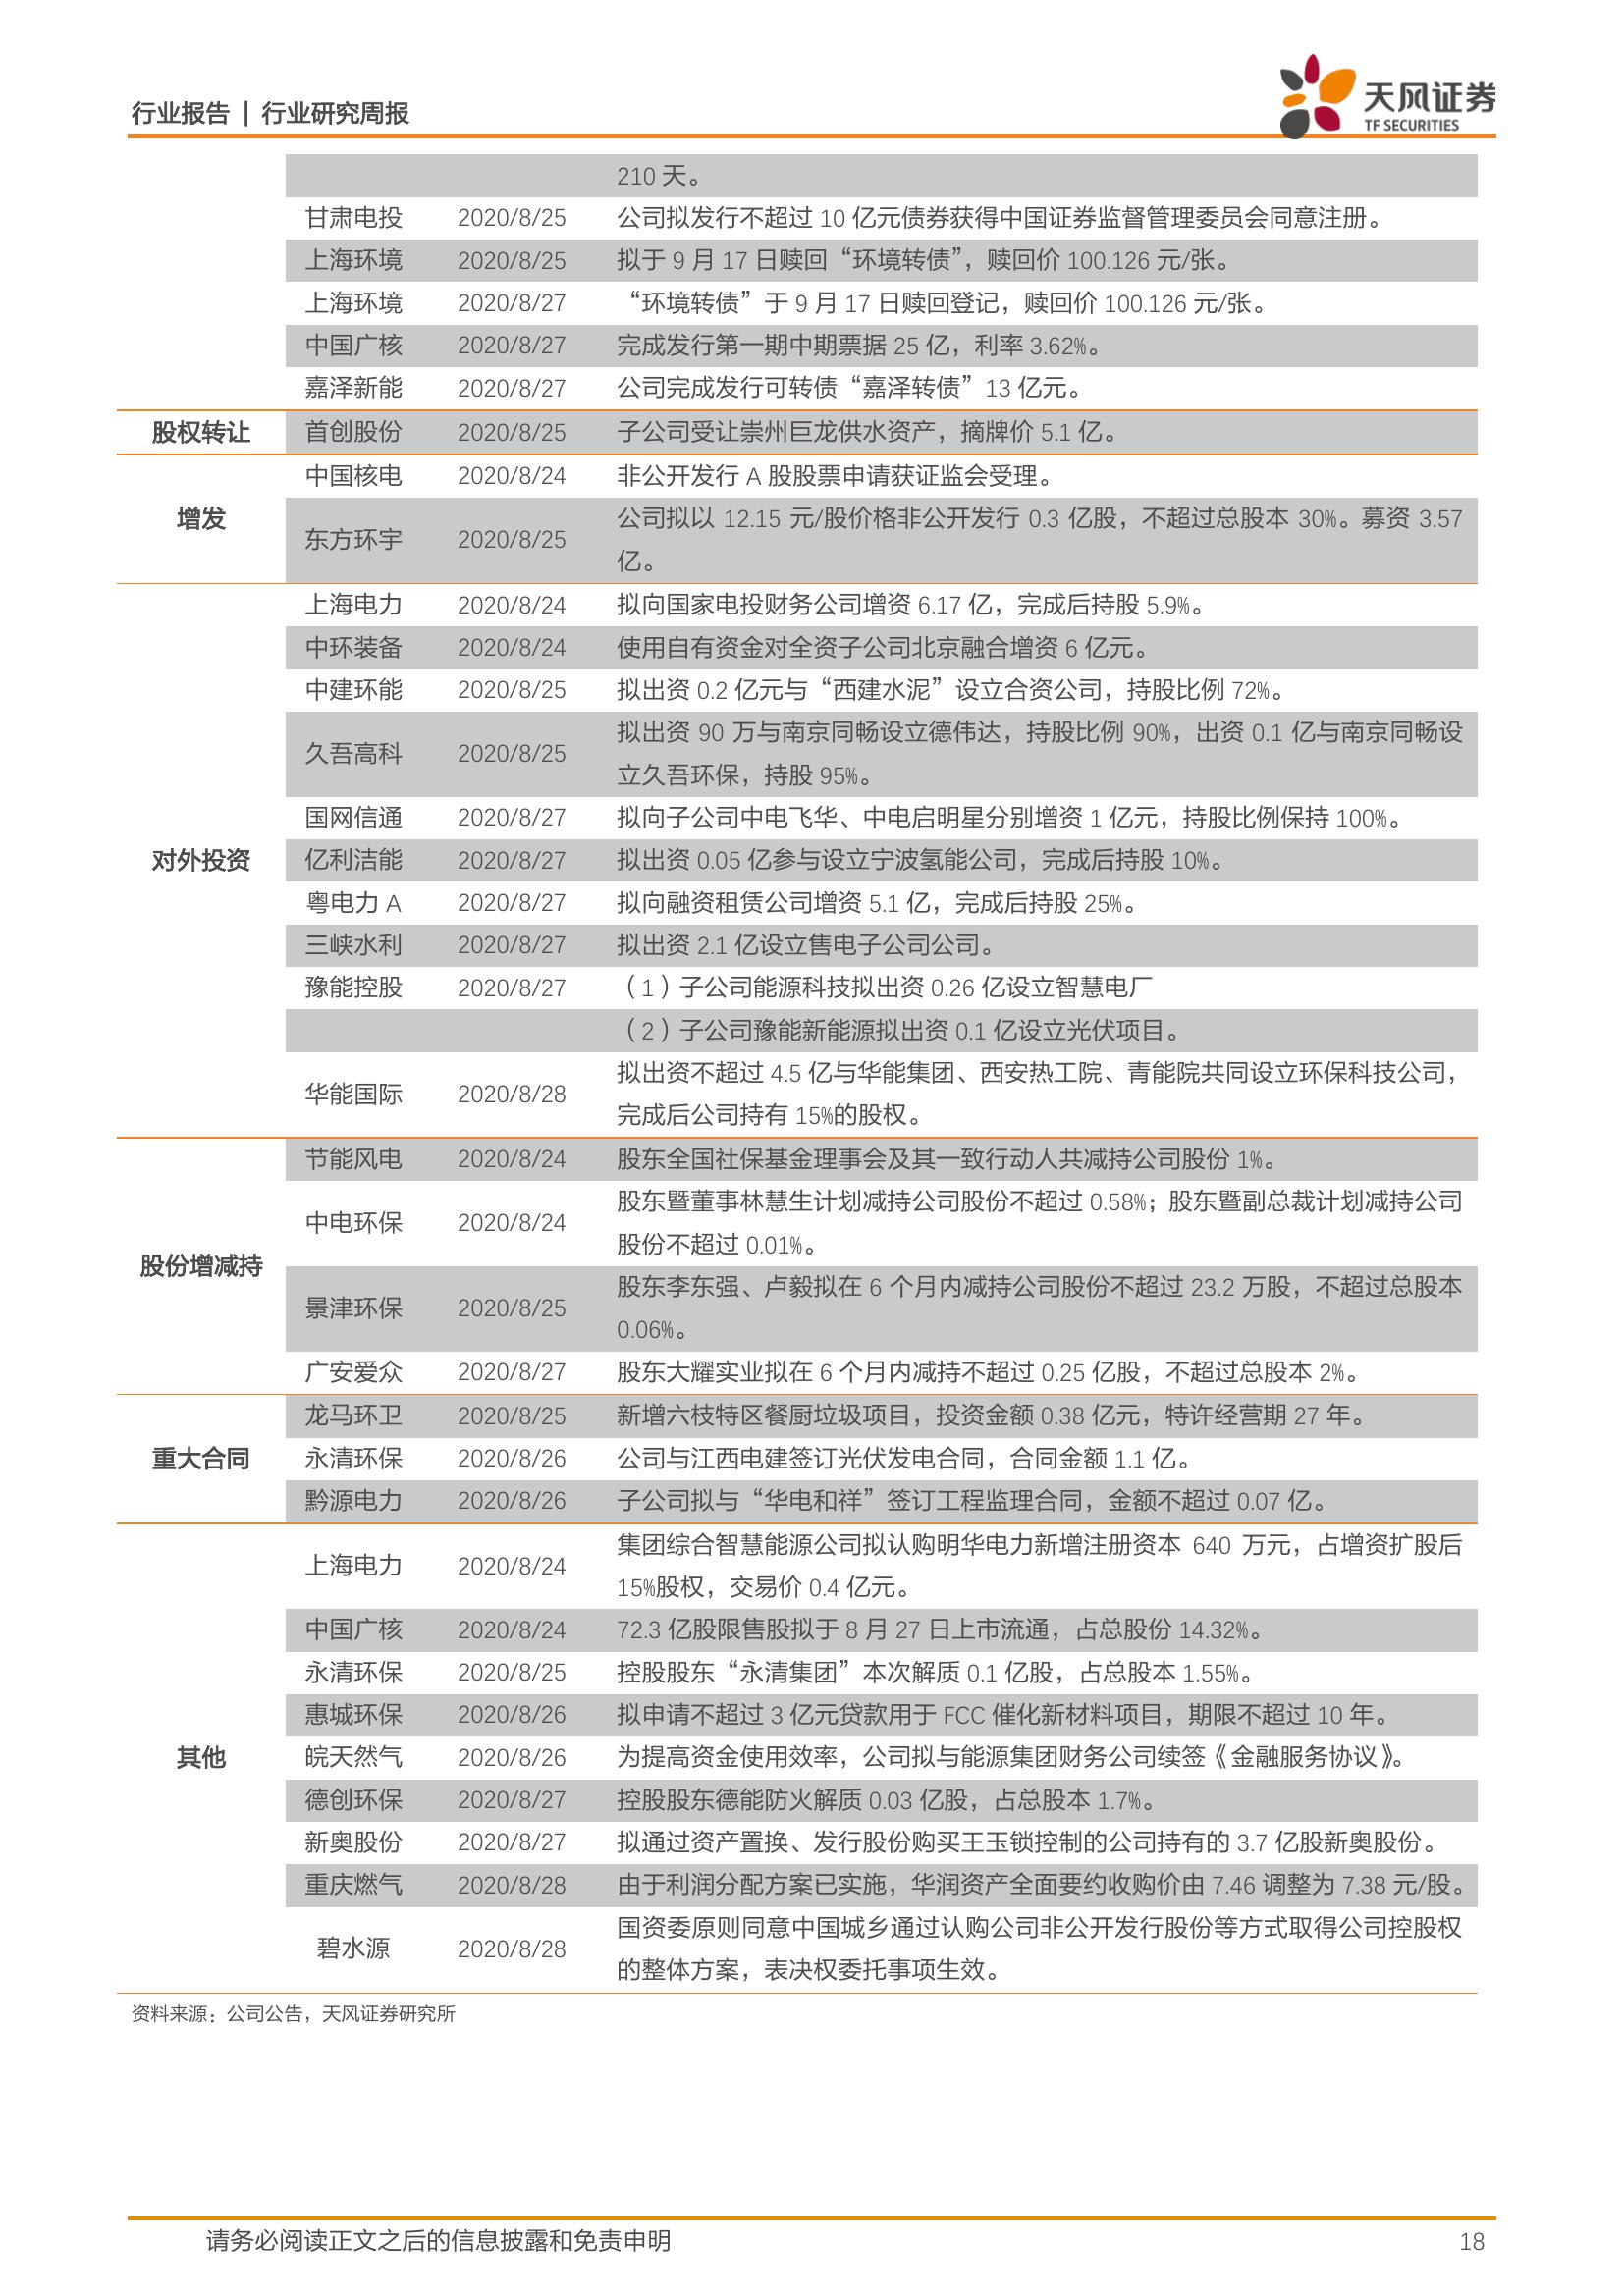 行业报告 | 行业研究周报
天风证券
TF SECURITIES
210 天。
甘肃电投 2020/8/25 公司拟发行不超过 10 亿元债券获得中国证券监督管理委员会同意注册。
上海环境 2020/8/25 拟于 9 月 17 日赎回“环境转债”，赎回价 100.126 元/张。
上海环境 2020/8/27 “环境转债”于 9 月 17 日赎回登记，赎回价 100.126 元/张。
中国广核 2020/8/27 完成发行第一期中期票据 25 亿，利率 3.62%。
嘉泽新能 2020/8/27 公司完成发行可转债“嘉泽转债”13 亿元。
股权转让 首创股份 2020/8/25 子公司受让崇州巨龙供水资产，摘牌价 5.1 亿。
增发 中国核电 2020/8/24 非公开发行 A 股股票申请获证监会受理。
东方环宇 2020/8/25 公司拟以 12.15 元/股价格非公开发行 0.3 亿股，不超过总股本 30%。募资 3.57
亿。
对外投资 上海电力 2020/8/24 拟向国家电投财务公司增资 6.17 亿，完成后持股 5.9%。
中环装备 2020/8/24 使用自有资金对全资子公司北京融合增资 6 亿元。
中建环能 2020/8/25 拟出资 0.2 亿元与“西建水泥”设立合资公司，持股比例 72%。
久吾高科 2020/8/25 拟出资 90 万与南京同畅设立德伟达，持股比例 90%，出资 0.1 亿与南京同畅设
立久吾环保，持股 95%。
国网信通 2020/8/27 拟向子公司中电飞华、中电启明星分别增资 1 亿元，持股比例保持 100%。
亿利洁能 2020/8/27 拟出资 0.05 亿参与设立宁波氢能公司，完成后持股 10%。
粤电力 A 2020/8/27 拟向融资租赁公司增资 5.1 亿，完成后持股 25%。
三峡水利 2020/8/27 拟出资 2.1 亿设立售电子公司公司。
豫能控股 2020/8/27 （1）子公司能源科技拟出资 0.26 亿设立智慧电厂
（2）子公司豫能新能源拟出资 0.1 亿设立光伏项目。
华能国际 2020/8/28 拟出资不超过 4.5 亿与华能集团、西安热工院、青能院共同设立环保科技公司，
完成后公司持有 15%的股权。
股份增减持 节能风电 2020/8/24 股东全国社保基金理事会及其一致行动人共减持公司股份 1%。
中电环保 2020/8/24 股东暨董事林慧生计划减持公司股份不超过 0.58%；股东暨副总裁计划减持公司
股份不超过 0.01%。
景津环保 2020/8/25 股东李东强、卢毅拟在 6 个月内减持公司股份不超过 23.2 万股，不超过总股本
0.06%。
广安爱众 2020/8/27 股东大耀实业拟在 6 个月内减持不超过 0.25 亿股，不超过总股本 2%。
重大合同 龙马环卫 2020/8/25 新增六枝特区餐厨垃圾项目，投资金额 0.38 亿元，特许经营期 27 年。
永清环保 2020/8/26 公司与江西电建签订光伏发电合同，合同金额 1.1 亿。
黔源电力 2020/8/26 子公司拟与“华电和祥”签订工程监理合同，金额不超过 0.07 亿。
其他 上海电力 2020/8/24 集团综合智慧能源公司拟认购明华电力新增注册资本 640 万元，占增资扩股后
15%股权，交易价 0.4 亿元。
中国广核 2020/8/24 72.3 亿股限售股拟于 8 月 27 日上市流通，占总股份 14.32%。
永清环保 2020/8/25 控股股东“永清集团”本次解质 0.1 亿股，占总股本 1.55%。
惠城环保 2020/8/26 拟申请不超过 3 亿元贷款用于 FCC 催化新材料项目，期限不超过 10 年。
皖天然气 2020/8/26 为提高资金使用效率，公司拟与能源集团财务公司续签《金融服务协议》。
德创环保 2020/8/27 控股股东德能防火解质 0.03 亿股，占总股本 1.7%。
新奥股份 2020/8/27 拟通过资产置换、发行股份购买王玉锁控制的公司持有的 3.7 亿股新奥股份。
重庆燃气 2020/8/28 由于利润分配方案已实施，华润资产全面要约收购价由 7.46 调整为 7.38 元/股。
碧水源 2020/8/28 国资委原则同意中国城乡通过认购公司非公开发行股份等方式取得公司控股权
的整体方案，表决权委托事项生效。
资料来源：公司公告，天风证券研究所
请务必阅读正文之后的信息披露和免责申明 18